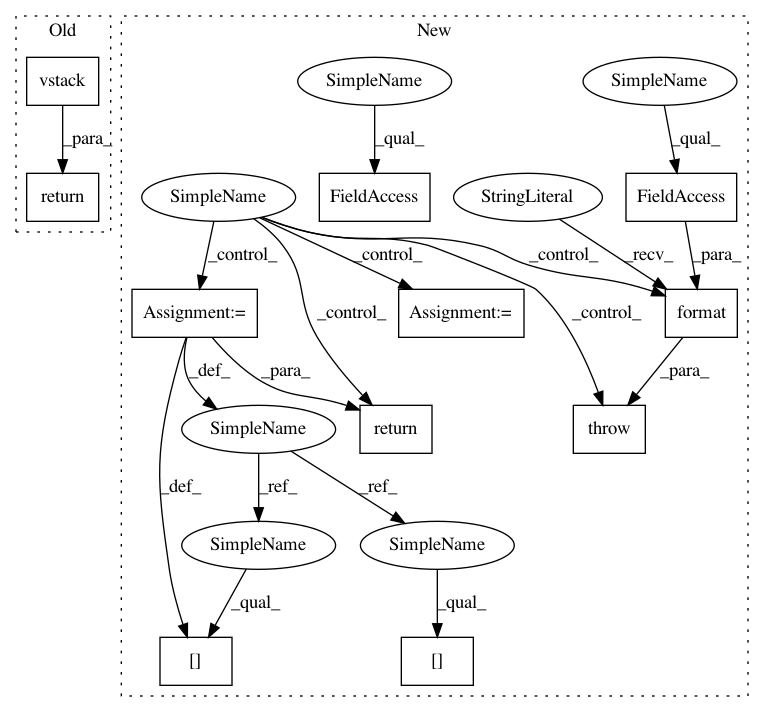 Old
New
vstack
SimpleName
SimpleName
_para_
_qual_
_qual_
return
SimpleName
FieldAccess
StringLiteral
FieldAccess
_control_
_control_
_control_
_recv_
_para_
Assignment:=
_control_
Assignment:=
_control_
format
_def_
_para_
_para_
SimpleName
return
throw
_def_
_ref_
_ref_
SimpleName
SimpleName
_qual_
_qual_
[]
[]